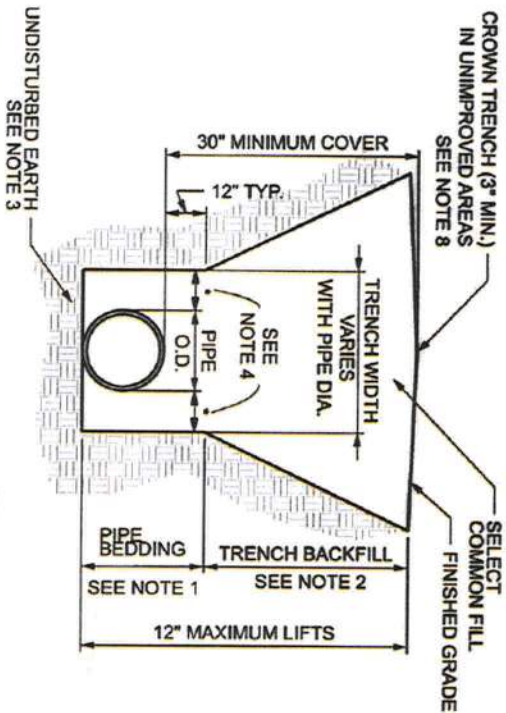 CROWN TRENCH (3" MIN.)
IN UNIMPROVED AREAS
SEE NOTE 8
SELECT
COMMON FILL
FINISHED GRADE
30" MINIMUM COVER
12" TYP.
TRENCH WIDTH
VARIES
WITH PIPE DIA.
SEE
NOTE 4
*
*
PIPE
O.D.
UNDISTURBED EARTH
SEE NOTE 3
PIPE
BEDDING
SEE NOTE 1
TRENCH BACKFILL
SEE NOTE 2
12" MAXIMUM LIFTS